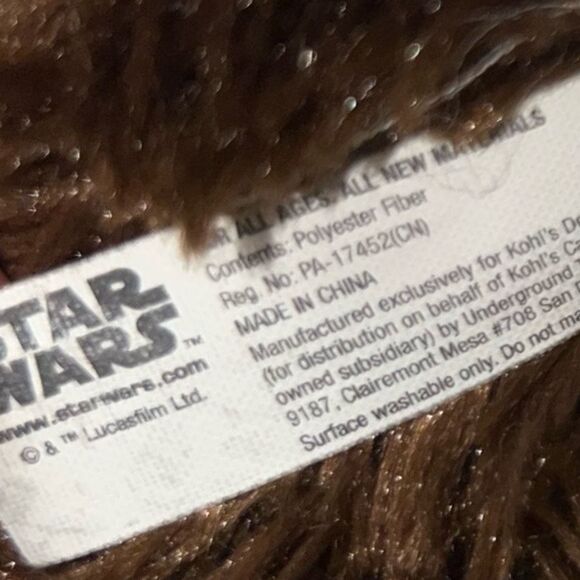 STAR
WARS™
www.starwars.com
© & ™ Lucasfilm Ltd.
ALL AGES. ALL NEW MATERIALS
Contents: Polyester Fiber
Reg. No: PA-17452(CN)
MADE IN CHINA
Manufactured exclusively for Kohl's
(for distribution on behalf of Kohl's
owned subsidiary) by Underground
9187, Clairemont Mesa #708 San
Surface washable only. Do not